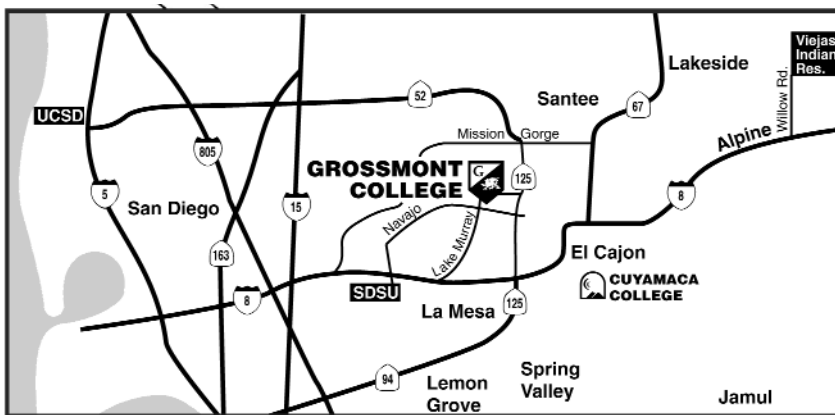 Viejas
Indian
Res.
Lakeside
Willow Rd.
52
Santee
67
UCSD
Alpine
Mission Gorge
805
GROSSMONT
COLLEGE
G
125
5
San Diego
15
8
Navajo
Lake Murray
163
El Cajon
CUYAMACA
COLLEGE
8
SDSU
La Mesa
125
Spring
Valley
94
Lemon
Grove
Jamul